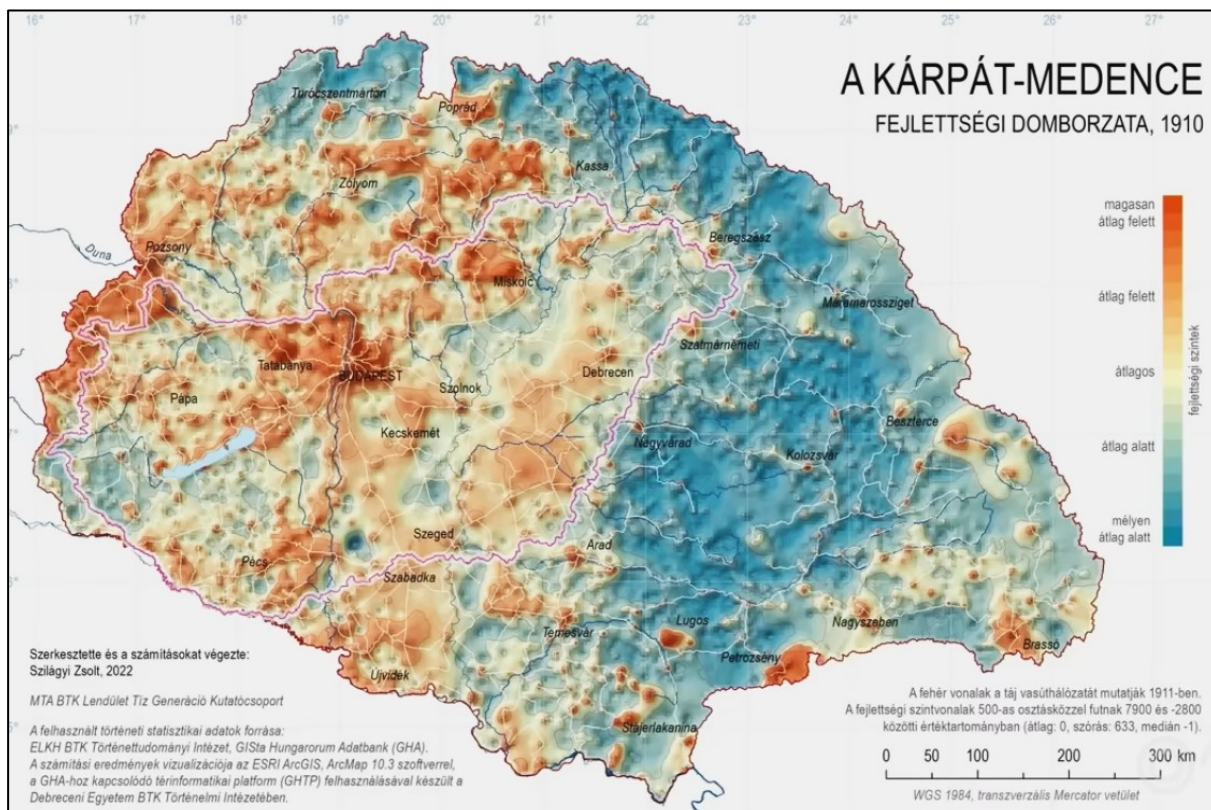 16° 17° 18° 19° 20° 21° 22° 23° 24° 25° 26° 27°
A KÁRPÁT-MEDENCE
FEJLETTSÉGI DOMBORZATA, 1910
Turócszentmárton
Poprád
Kassa
Zólyom
magasan
átlag felett
átlag felett
átlagos
átlag alatt
mélyen
átlag alatt
fejlettségi szintek
Duna
Pozsony
Beregszász
Miskolc
Máramarossziget
Szatmárnémeti
Tatabánya
BUDAPEST
Debrecen
Szolnok
Pápa
Kecskemét
Beszterce
Nagyvárad
Kolozsvár
Szeged
Arad
Pécs
Szabadka
Lugos
Nagyszeben
Temesvár
Brassó
Petrozsény
Újvidék
Stájerlakanina
Szerkesztette és a számításokat végezte:
Szilágyi Zsolt, 2022
MTA BTK Lendület Tíz Generáció Kutatócsoport
A felhasznált történeti statisztikai adatok forrása:
ELKH BTK Történettudományi Intézet, GISta Hungarorum Adatbank (GHA).
A számítási eredmények vizualizációja az ESRI ArcGIS, ArcMap 10.3 szoftverrel,
a GHA-hoz kapcsolódó térinformatikai platform (GHTP) felhasználásával készült a
Debreceni Egyetem BTK Történelmi Intézetében.
A fehér vonalak a táj vasúthálózatát mutatják 1911-ben.
A fejlettségi szintvonalak 500-as osztásközzel futnak 7900 és -2800
közötti értéktartományban (átlag: 0, szórás: 633, medián -1).
0 50 100 200 300 km
WGS 1984, transzverzális Mercator vetület